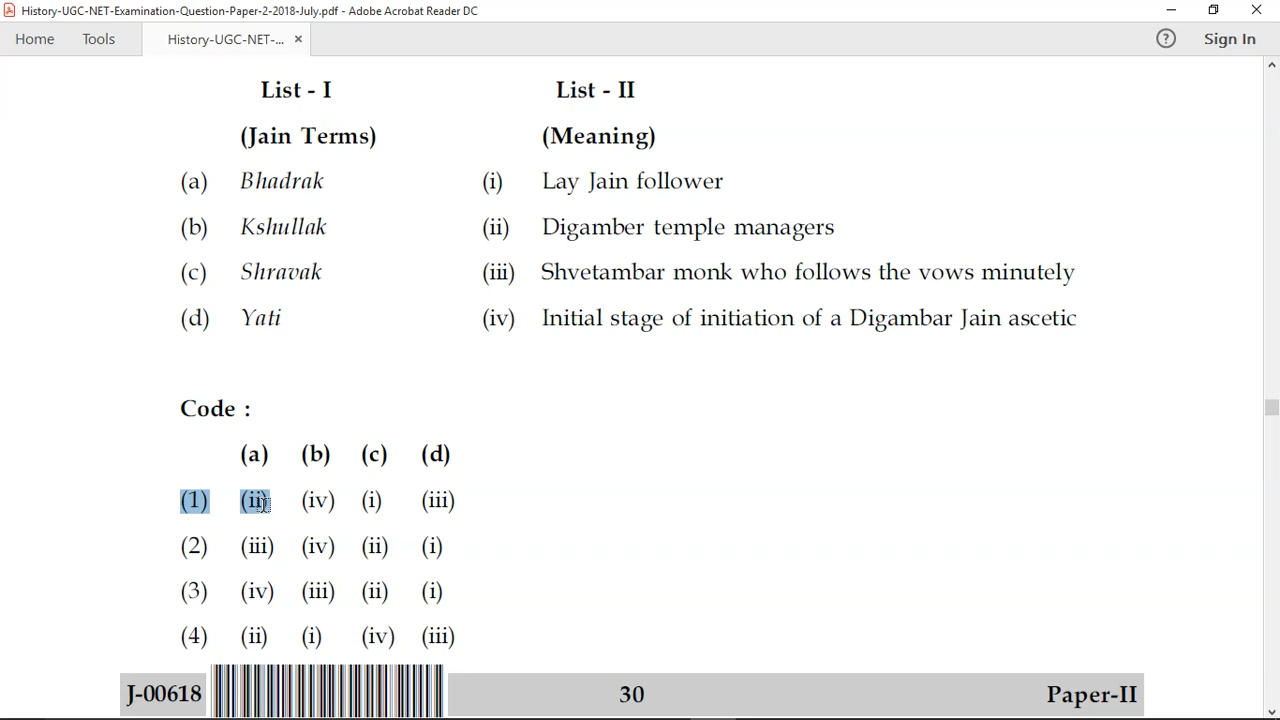 History-UGC-NET-Examination-Question-Paper-2-2018-July.pdf - Adobe Acrobat Reader DC
Home Tools History-UGC-NET-... × ? Sign In
List - I List - II
(Jain Terms) (Meaning)
(a) Bhadrak (i) Lay Jain follower
(b) Kshullak (ii) Digamber temple managers
(c) Shravak (iii) Shvetambar monk who follows the vows minutely
(d) Yati (iv) Initial stage of initiation of a Digambar Jain ascetic
Code :
(a) (b) (c) (d)
(1) (ii) (iv) (i) (iii)
(2) (iii) (iv) (ii) (i)
(3) (iv) (iii) (ii) (i)
(4) (ii) (i) (iv) (iii)
J-00618 30 Paper-II